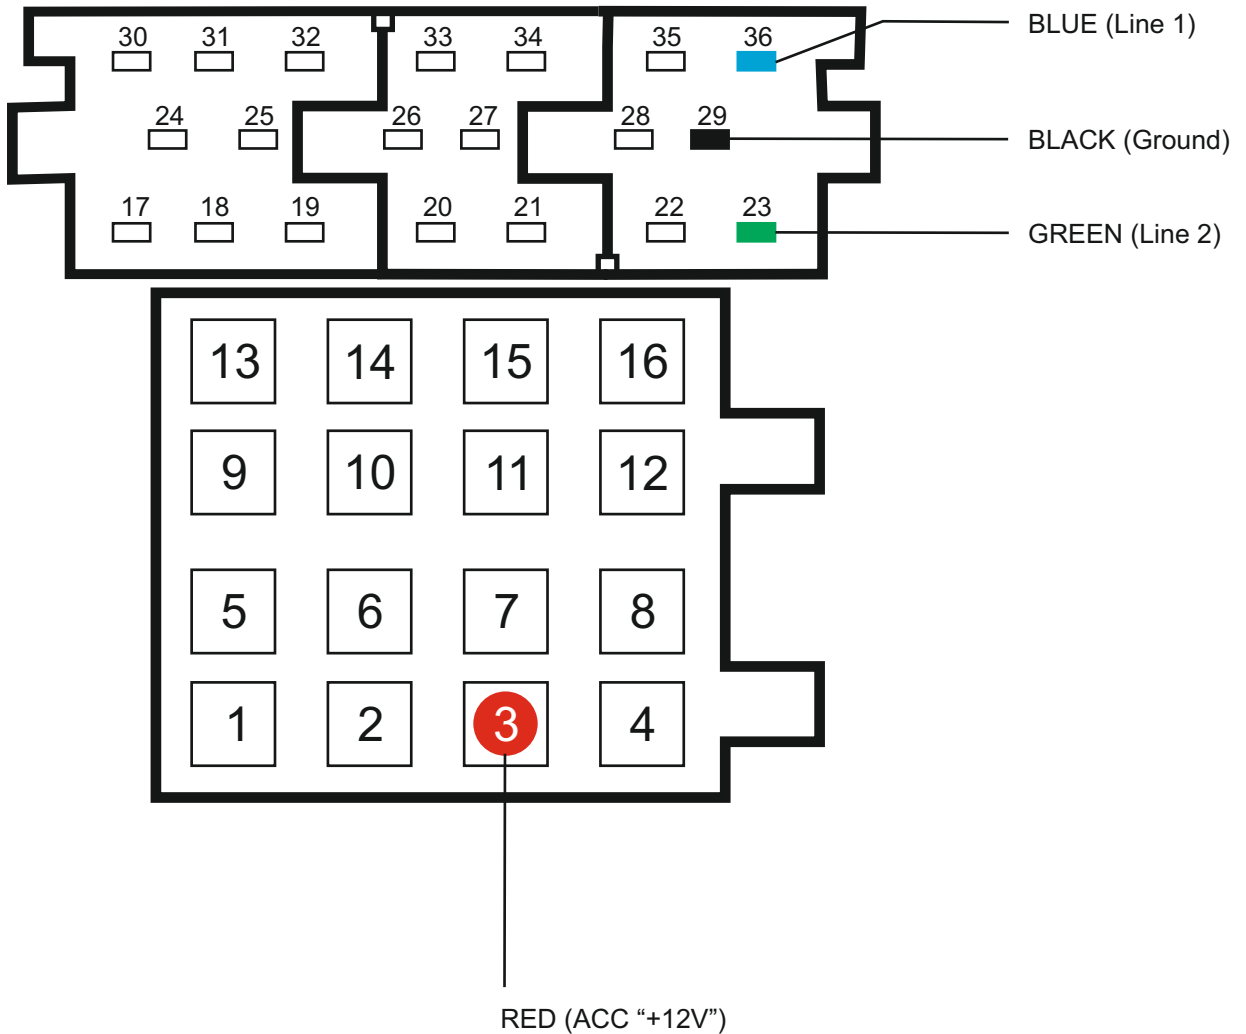 30 31 32 33 34 35 36 BLUE (Line 1)
24 25 26 27 28 29 BLACK (Ground)
17 18 19 20 21 22 23 GREEN (Line 2)
13 14 15 16
9 10 11 12
5 6 7 8
1 2 3 4
RED (ACC “+12V”)